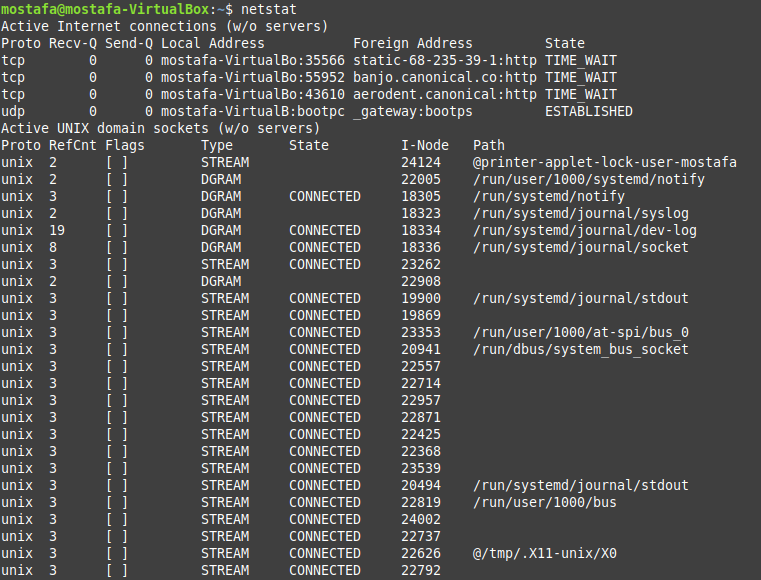 mostafa@mostafa-VirtualBox:~$ netstat
Active Internet connections (w/o servers)
Proto Recv-Q Send-Q Local Address           Foreign Address         State
tcp        0      0 mostafa-VirtualBo:35566 static-68-235-39-1:http TIME_WAIT
tcp        0      0 mostafa-VirtualBo:55952 banjo.canonical.co:http TIME_WAIT
tcp        0      0 mostafa-VirtualBo:43610 aerodent.canonical:http TIME_WAIT
udp        0      0 mostafa-VirtualB:bootpc _gateway:bootps         ESTABLISHED
Active UNIX domain sockets (w/o servers)
Proto RefCnt Flags       Type       State         I-Node   Path
unix  2      [ ]         STREAM                   24124    @printer-applet-lock-user-mostafa
unix  2      [ ]         DGRAM                    22005    /run/user/1000/systemd/notify
unix  3      [ ]         DGRAM      CONNECTED     18305    /run/systemd/notify
unix  2      [ ]         DGRAM                    18323    /run/systemd/journal/syslog
unix  19     [ ]         DGRAM      CONNECTED     18334    /run/systemd/journal/dev-log
unix  8      [ ]         DGRAM      CONNECTED     18336    /run/systemd/journal/socket
unix  3      [ ]         STREAM     CONNECTED     23262
unix  2      [ ]         DGRAM                    22908
unix  3      [ ]         STREAM     CONNECTED     19900    /run/systemd/journal/stdout
unix  3      [ ]         STREAM     CONNECTED     19869
unix  3      [ ]         STREAM     CONNECTED     23353    /run/user/1000/at-spi/bus_0
unix  3      [ ]         STREAM     CONNECTED     20941    /run/dbus/system_bus_socket
unix  3      [ ]         STREAM     CONNECTED     22557
unix  3      [ ]         STREAM     CONNECTED     22714
unix  3      [ ]         STREAM     CONNECTED     22957
unix  3      [ ]         STREAM     CONNECTED     22871
unix  3      [ ]         STREAM     CONNECTED     22425
unix  3      [ ]         STREAM     CONNECTED     22368
unix  3      [ ]         STREAM     CONNECTED     23539
unix  3      [ ]         STREAM     CONNECTED     20494    /run/systemd/journal/stdout
unix  3      [ ]         STREAM     CONNECTED     22819    /run/user/1000/bus
unix  3      [ ]         STREAM     CONNECTED     24002
unix  3      [ ]         STREAM     CONNECTED     22737
unix  3      [ ]         STREAM     CONNECTED     22626    @/tmp/.X11-unix/X0
unix  3      [ ]         STREAM     CONNECTED     22792